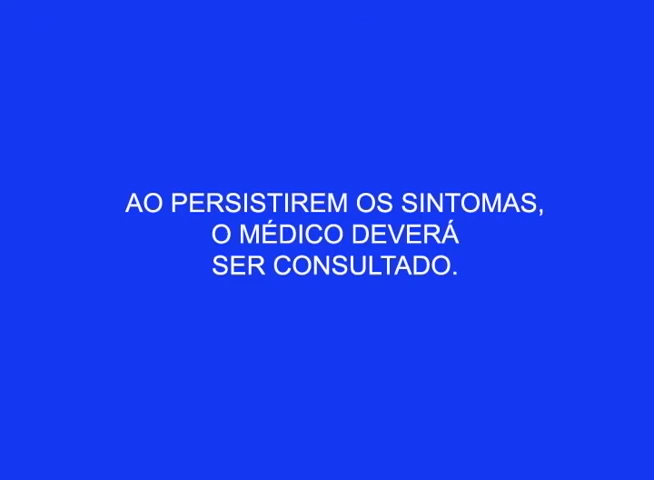 AO PERSISTIREM OS SINTOMAS,
O MÉDICO DEVERÁ
SER CONSULTADO.